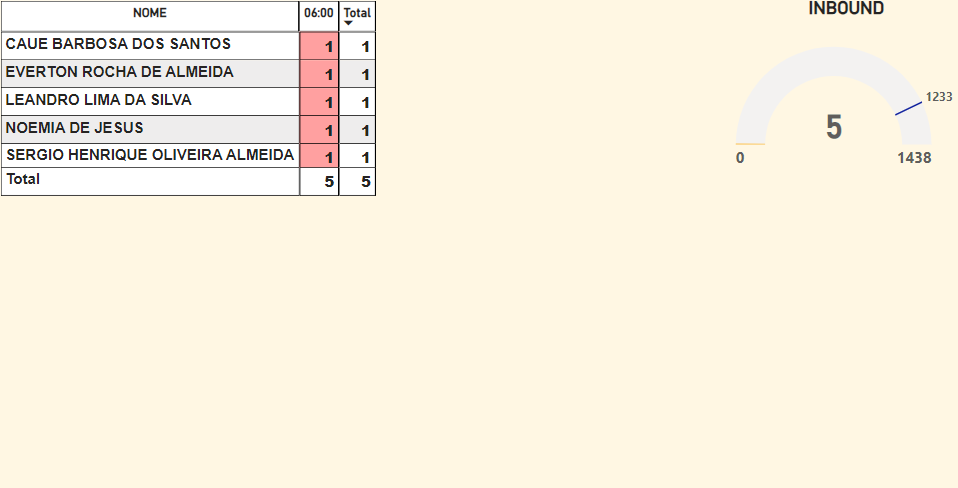 NOME 06:00 Total
CAUE BARBOSA DOS SANTOS 1 1
EVERTON ROCHA DE ALMEIDA 1 1
LEANDRO LIMA DA SILVA 1 1
NOEMIA DE JESUS 1 1
SERGIO HENRIQUE OLIVEIRA ALMEIDA 1 1
Total 5 5
INBOUND
1233
5
0 1438